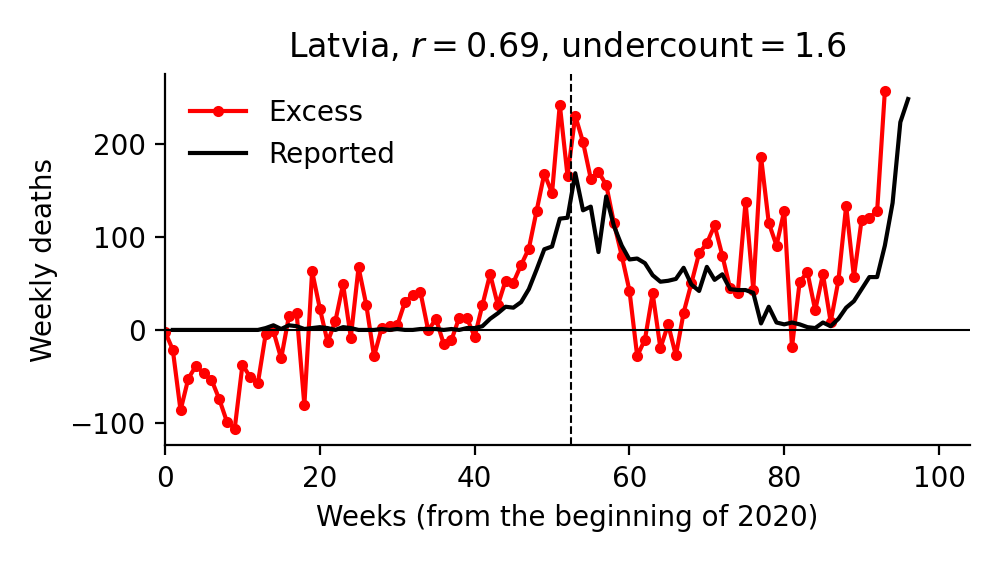 Latvia, r = 0.69, undercount = 1.6
Excess
Reported
Weekly deaths
200
100
0
−100
0 20 40 60 80 100
Weeks (from the beginning of 2020)